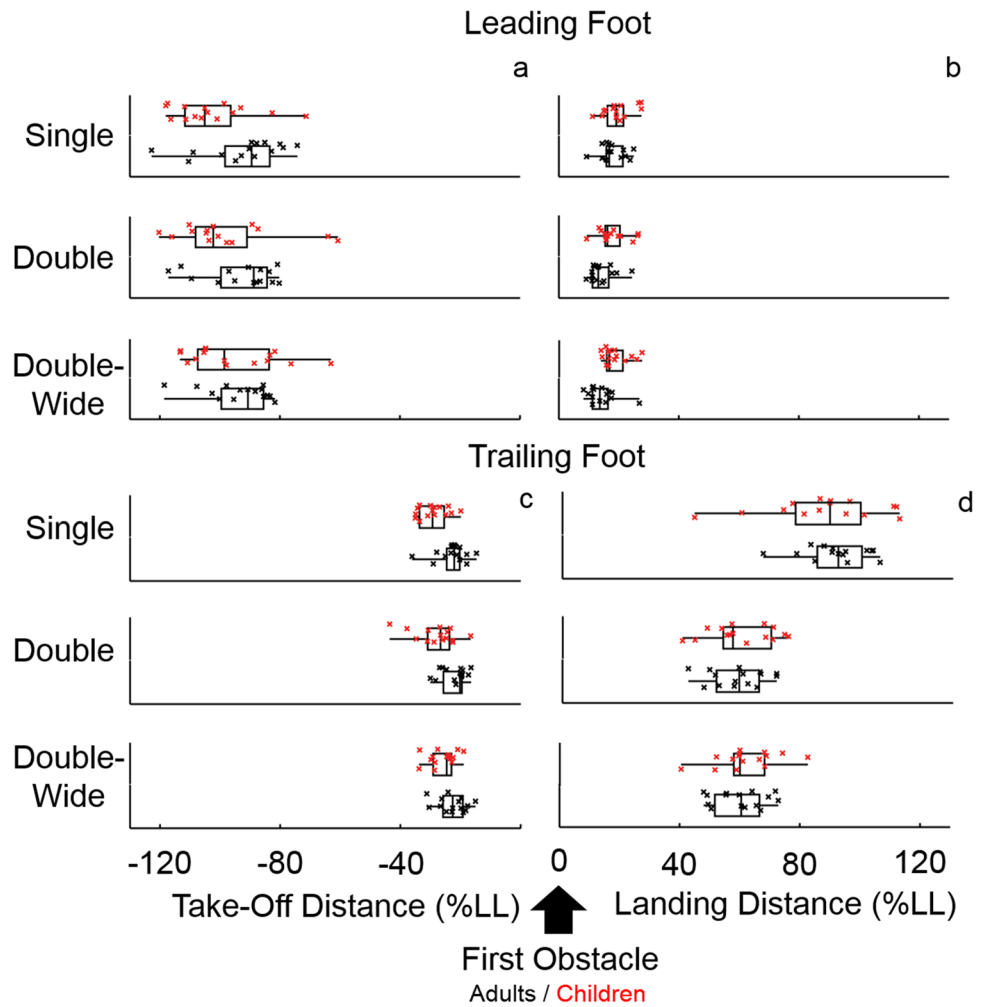 Leading Foot
a
b
Single
Double
Double-
Wide
Trailing Foot
c
d
Single
Double
Double-
Wide
-120 -80 -40 0 40 80 120
Take-Off Distance (%LL) Landing Distance (%LL)
First Obstacle
Adults / Children